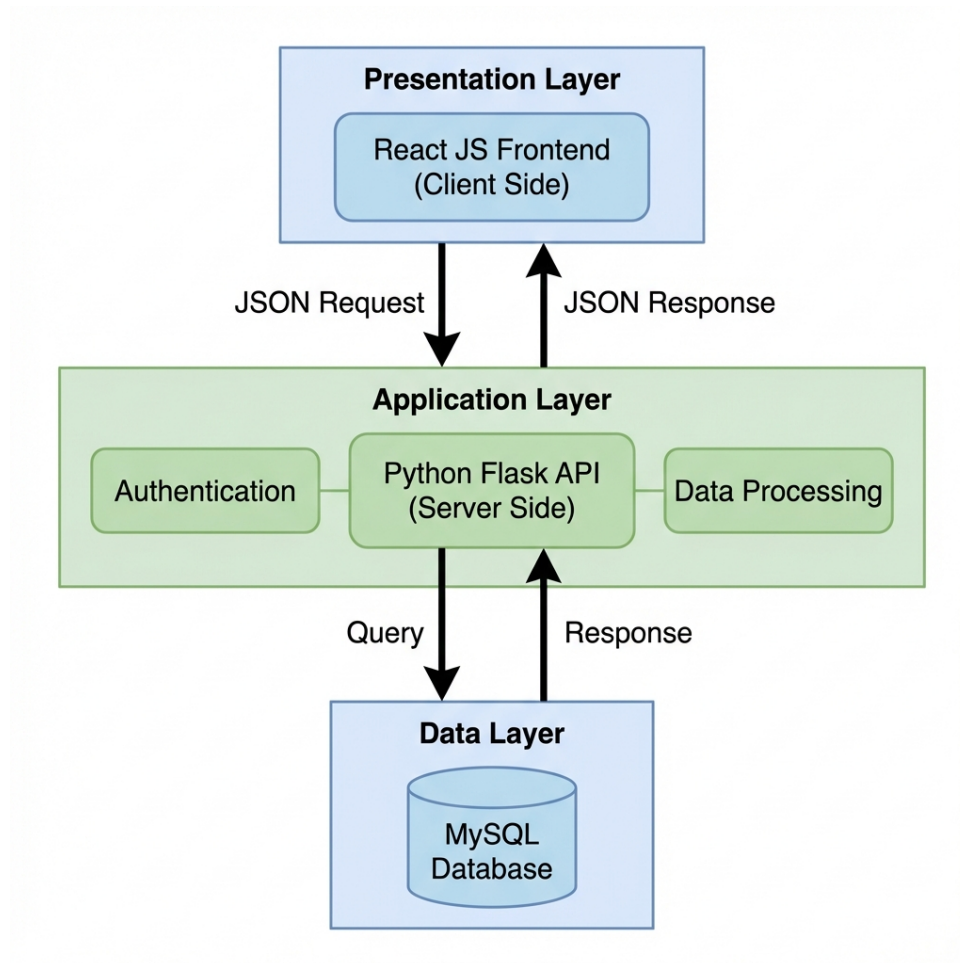 Presentation Layer
React JS Frontend
(Client Side)
JSON Request
JSON Response
Application Layer
Authentication
Python Flask API
(Server Side)
Data Processing
Query
Response
Data Layer
MySQL
Database